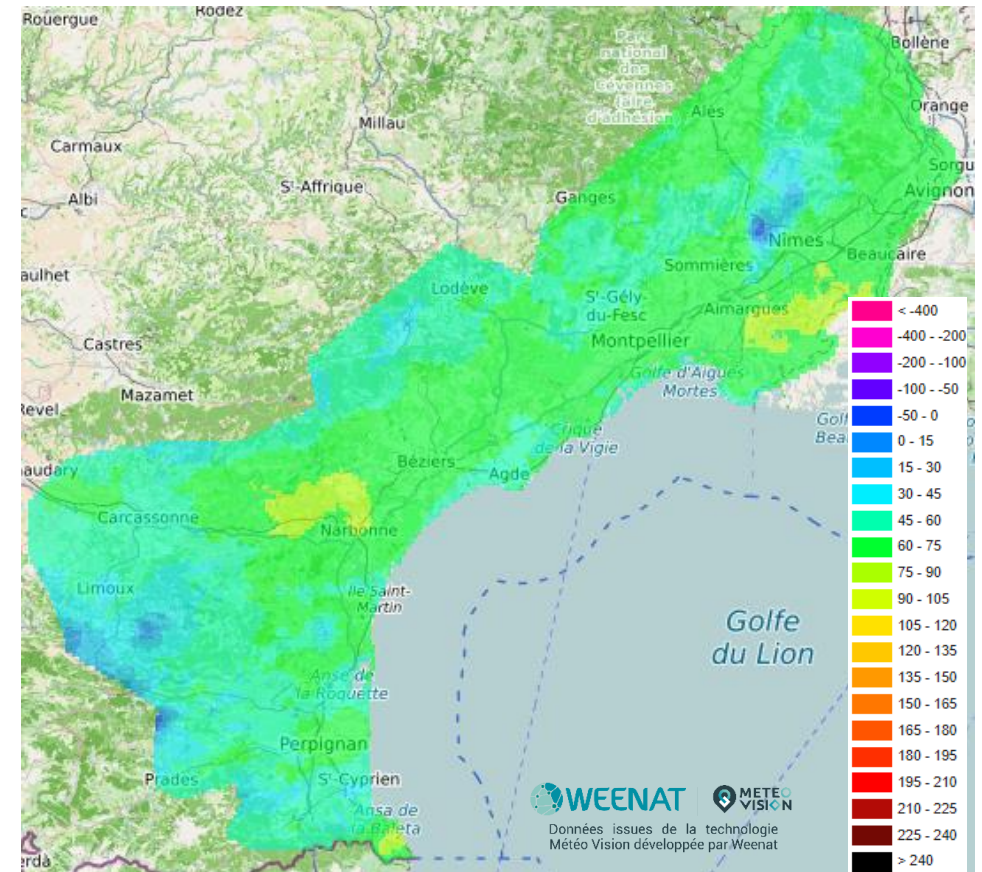 Rouergue
Rodez
Parc
national
des
Cévennes
(aire
d'adhésion)
Bollène
Millau
Alès
Orange
Carmaux
Sorgu
Sᵗ-Affrique
Albi
Ganges
Avignon
Nîmes
Sommières
Beaucaire
aulhet
Lodève
Sᵗ-Gély-
du-Fesc
Aimargues
Castres
Montpellier
Golfe d'Aigues
Mortes
Mazamet
Revel
Golf
Bea
Crique
de la Vigie
Béziers
audary
Agde
Carcassonne
Narbonne
Limoux
Ile Saint-
Martin
Golfe
du Lion
Anse de
la Roquette
Perpignan
Prades
Sᵗ-Cyprien
Ansa de
la Baleta
erdà
< -400
-400 - -200
-200 - -100
-100 - -50
-50 - 0
0 - 15
15 - 30
30 - 45
45 - 60
60 - 75
75 - 90
90 - 105
105 - 120
120 - 135
135 - 150
150 - 165
165 - 180
180 - 195
195 - 210
210 - 225
225 - 240
> 240
WEENAT
METEO
VISION
Données issues de la technologie
Météo Vision développée par Weenat